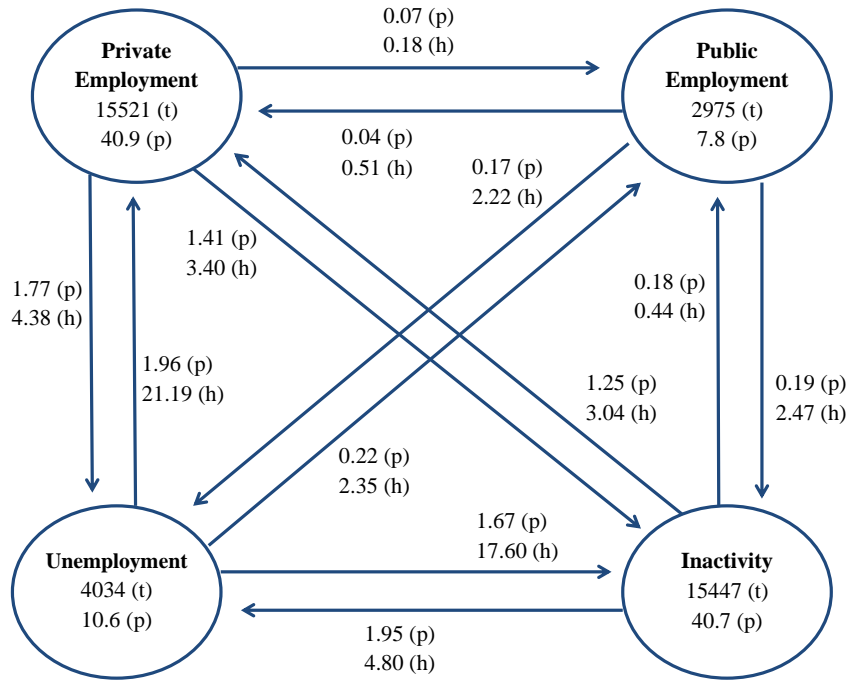 0.07 (p)
0.18 (h)
Private
Employment
15521 (t)
40.9 (p)
Public
Employment
2975 (t)
7.8 (p)
0.04 (p)
0.51 (h)
0.17 (p)
2.22 (h)
1.41 (p)
3.40 (h)
1.77 (p)
4.38 (h)
0.18 (p)
0.44 (h)
1.96 (p)
21.19 (h)
1.25 (p)
3.04 (h)
0.19 (p)
2.47 (h)
0.22 (p)
2.35 (h)
1.67 (p)
17.60 (h)
Unemployment
4034 (t)
10.6 (p)
Inactivity
15447 (t)
40.7 (p)
1.95 (p)
4.80 (h)